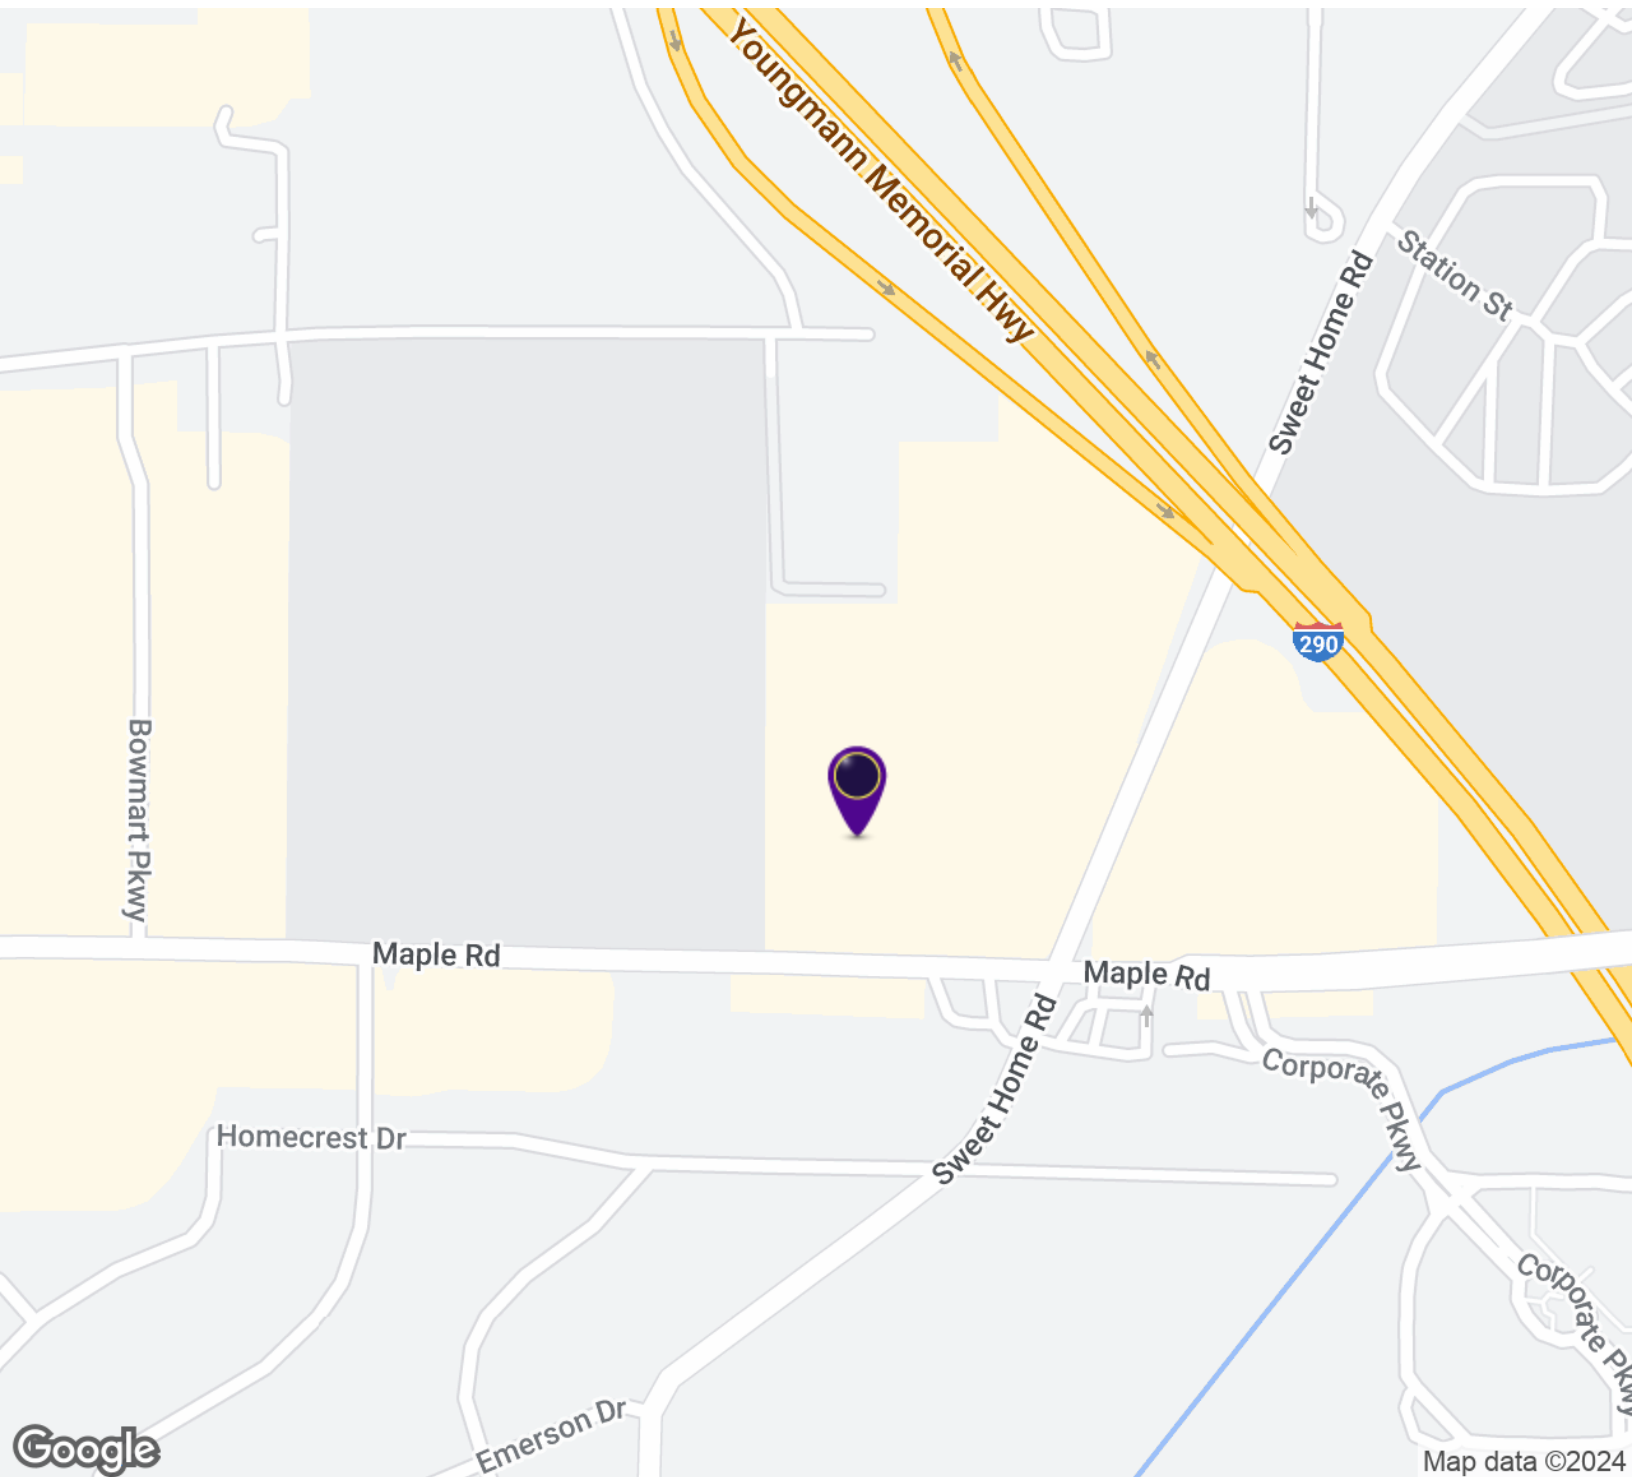 Youngmann Memorial Hwy
Station St
Sweet Home Rd
290
Bowmart Pkwy
Maple Rd
Maple Rd
Sweet Home Rd
Corporate Pkwy
Homecrest Dr
Corporate Pkwy
Emerson Dr
Google
Map data ©2024